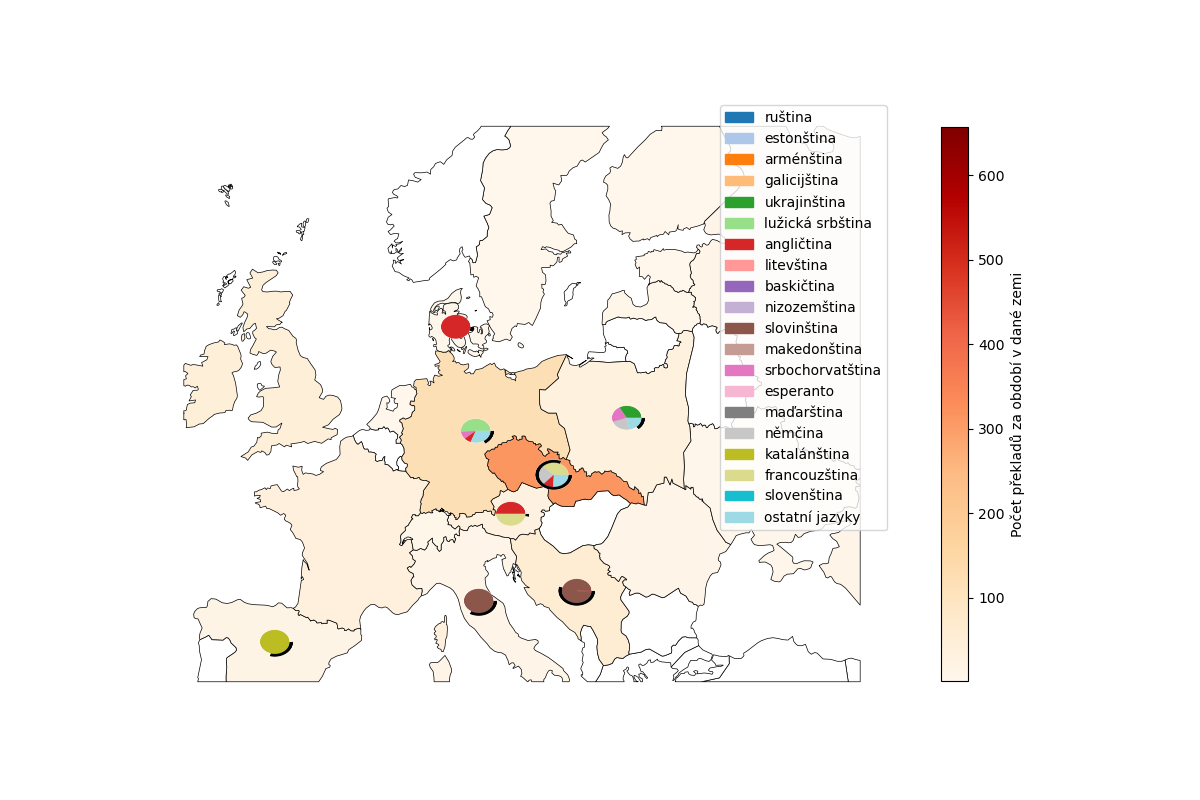 ruština
estonština
arménština
galicijština
ukrajinština
lužická srbština
angličtina
litevština
baskičtina
nizozemština
slovinština
makedonština
srbochorvatština
esperanto
maďarština
němčina
katalánština
francouzština
slovenština
ostatní jazyky
600
500
400
300
200
100
Počet překladů za období v dané zemi